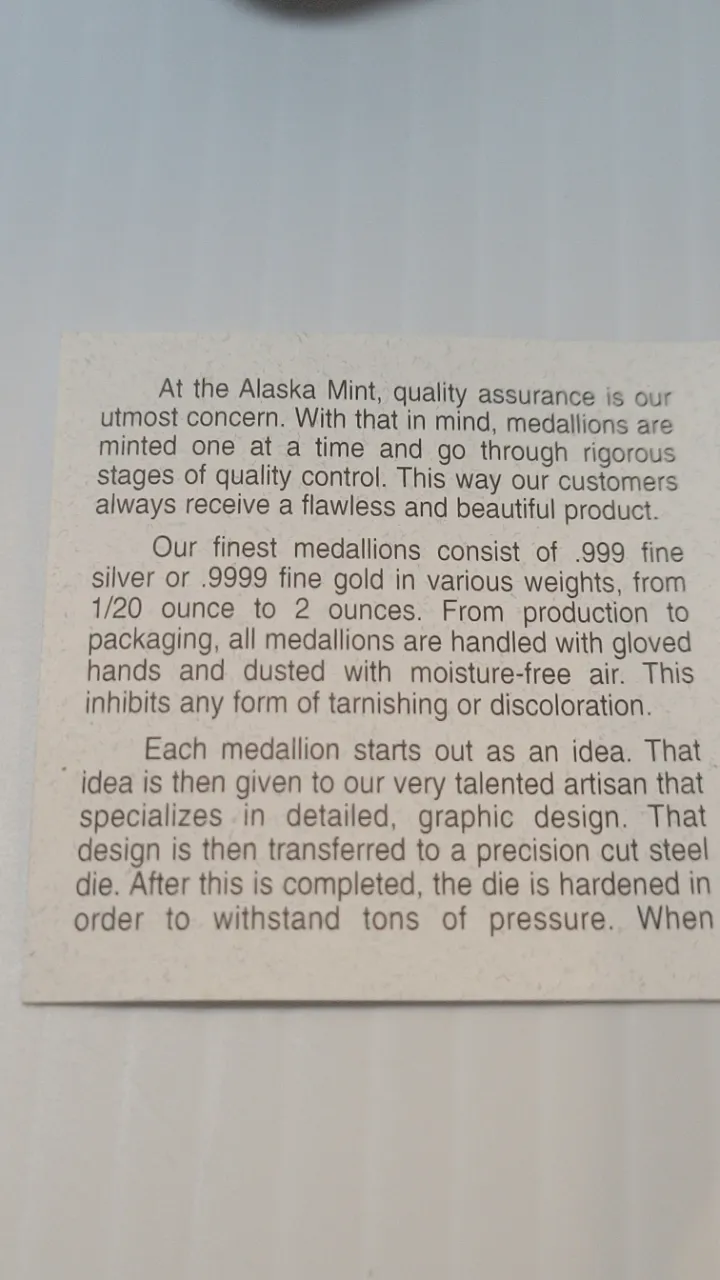 At the Alaska Mint, quality assurance is our
utmost concern. With that in mind, medallions are
minted one at a time and go through rigorous
stages of quality control. This way our customers
always receive a flawless and beautiful product.
Our finest medallions consist of .999 fine
silver or .9999 fine gold in various weights, from
1/20 ounce to 2 ounces. From production to
packaging, all medallions are handled with gloved
hands and dusted with moisture-free air. This
inhibits any form of tarnishing or discoloration.
Each medallion starts out as an idea. That
idea is then given to our very talented artisan that
specializes in detailed, graphic design. That
design is then transferred to a precision cut steel
die. After this is completed, the die is hardened in
order to withstand tons of pressure. When